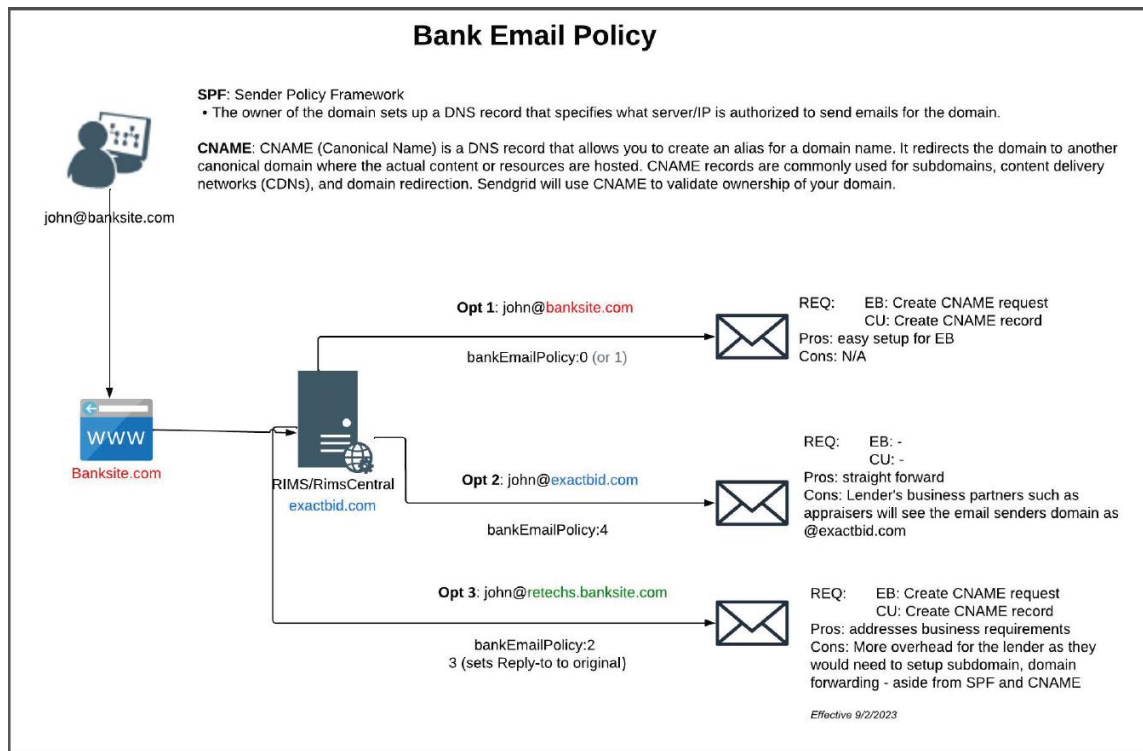 Bank Email Policy
SPF: Sender Policy Framework
• The owner of the domain sets up a DNS record that specifies what server/IP is authorized to send emails for the domain.
CNAME: CNAME (Canonical Name) is a DNS record that allows you to create an alias for a domain name. It redirects the domain to another
canonical domain where the actual content or resources are hosted. CNAME records are commonly used for subdomains, content delivery
networks (CDNs), and domain redirection. Sendgrid will use CNAME to validate ownership of your domain.
john@banksite.com
WWW
Banksite.com
RIMS/RimsCentral
exactbid.com
Opt 1: john@banksite.com
bankEmailPolicy:0 (or 1)
REQ: EB: Create CNAME request
CU: Create CNAME record
Pros: easy setup for EB
Cons: N/A
Opt 2: john@exactbid.com
bankEmailPolicy:4
REQ: EB: -
CU: -
Pros: straight forward
Cons: Lender's business partners such as
appraisers will see the email senders domain as
@exactbid.com
Opt 3: john@retechs.banksite.com
bankEmailPolicy:2
3 (sets Reply-to to original)
REQ: EB: Create CNAME request
CU: Create CNAME record
Pros: addresses business requirements
Cons: More overhead for the lender as they
would need to setup subdomain, domain
forwarding - aside from SPF and CNAME
Effective 9/2/2023